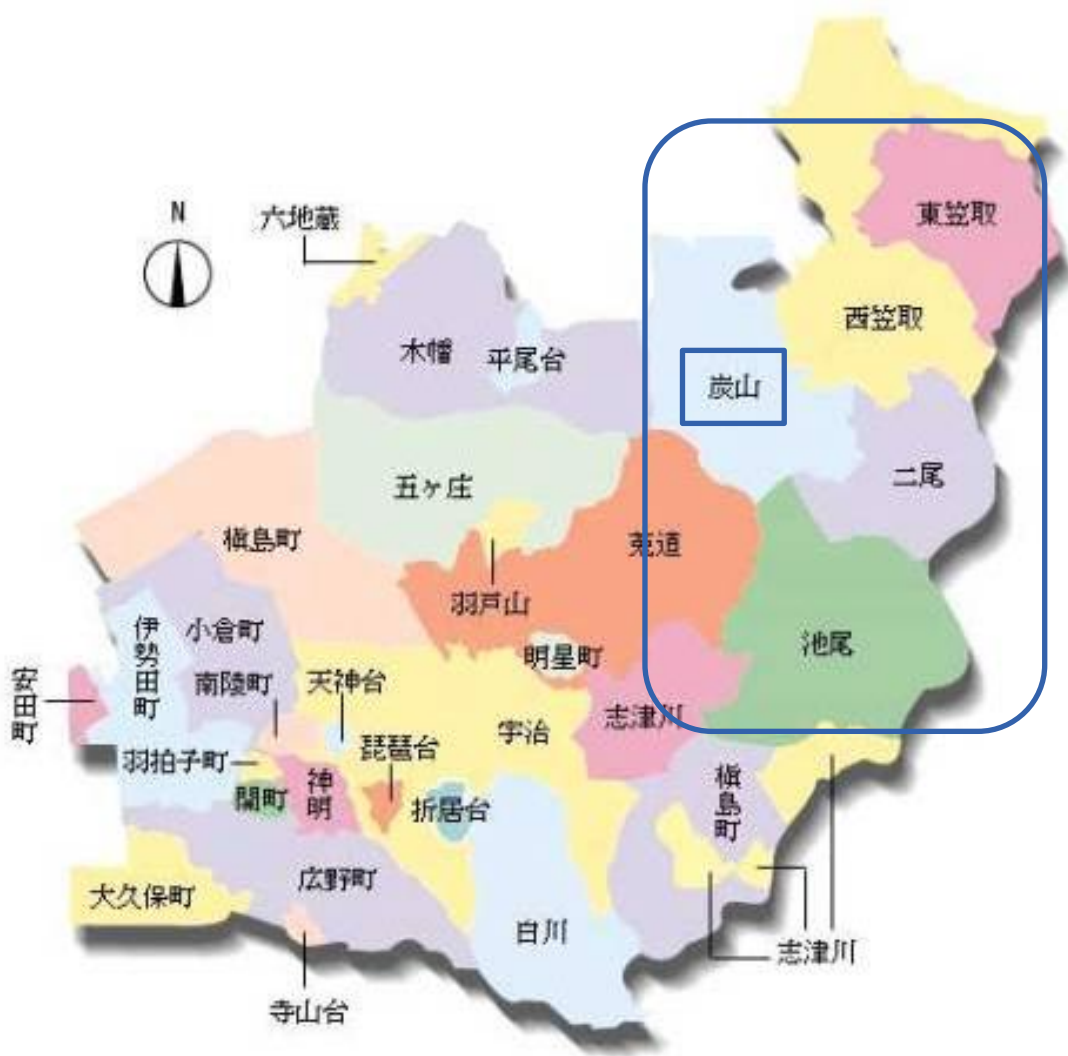 N
六地蔵
東笠取
西笠取
木幡
平尾台
炭山
二尾
五ヶ庄
槇島町
莵道
羽戸山
伊勢田町
小倉町
明星町
池尾
安田町
南陵町
天神台
志津川
宇治
琵琶台
羽拍子町
神明
槇島町
開町
折居台
大久保町
広野町
白川
志津川
寺山台